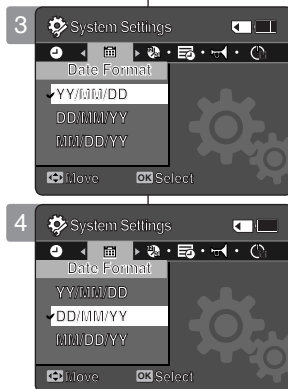 3
System Settings
Date Format
YY/MM/DD
DD/MM/YY
MM/DD/YY
Move OK Select
4
System Settings
Date Format
YY/MM/DD
DD/MM/YY
MM/DD/YY
Move OK Select